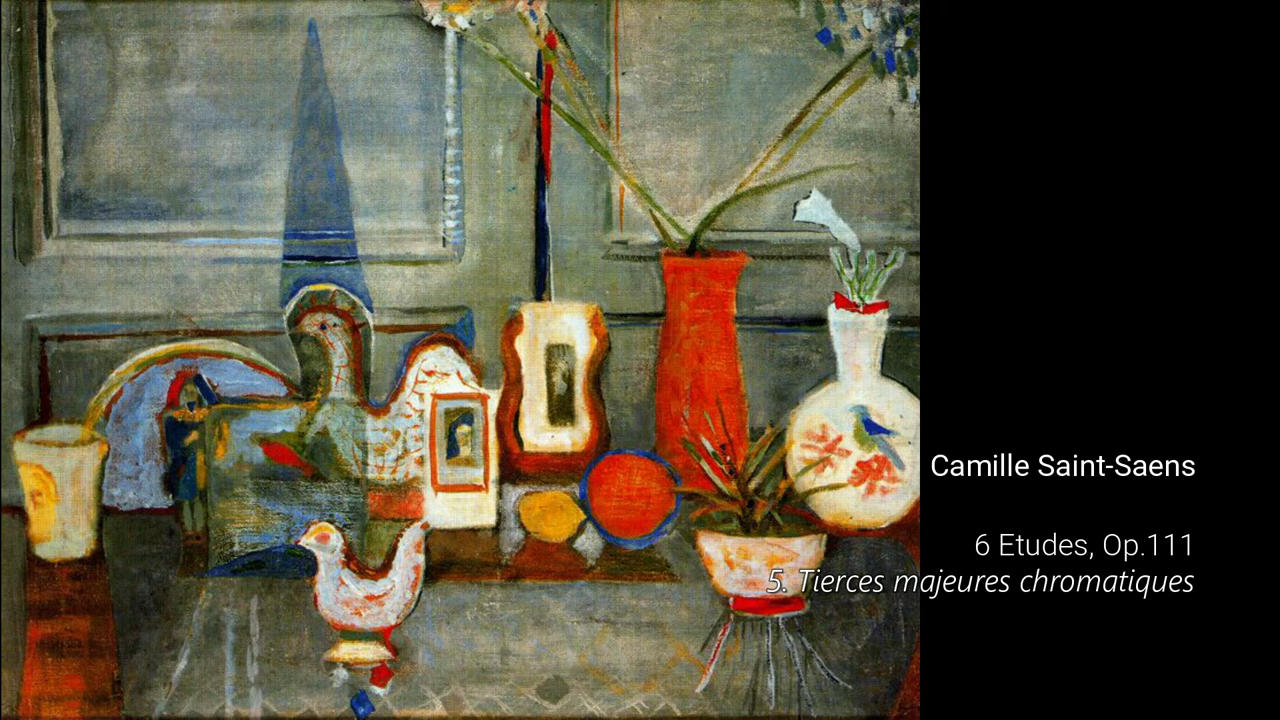 Camille Saint-Saens
6 Etudes, Op.111
5. Tierces majeures chromatiques